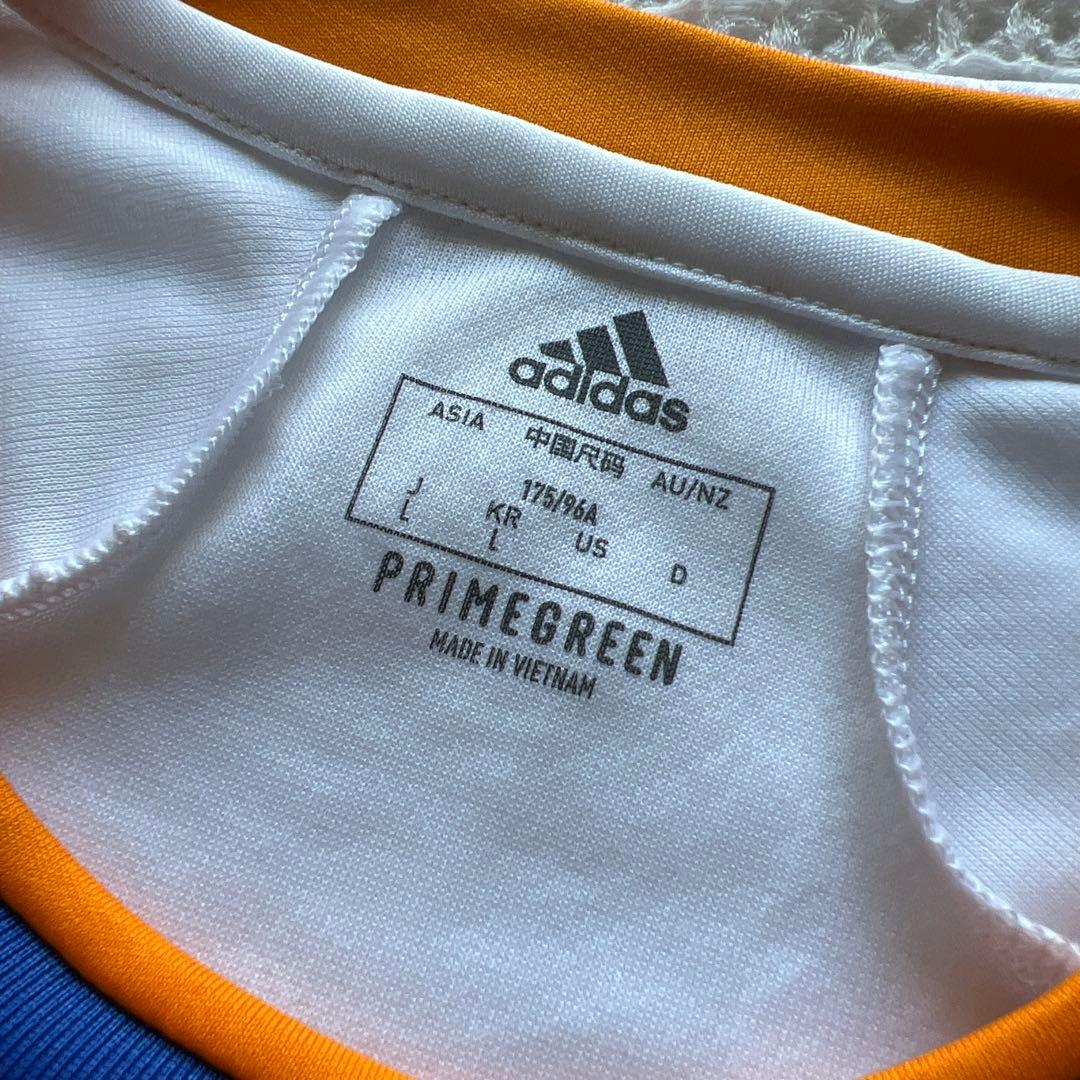 adidas
ASIA 中国尺码 AU/NZ
175/96A
J KR US D
L L
PRIMEGREEN
MADE IN VIETNAM